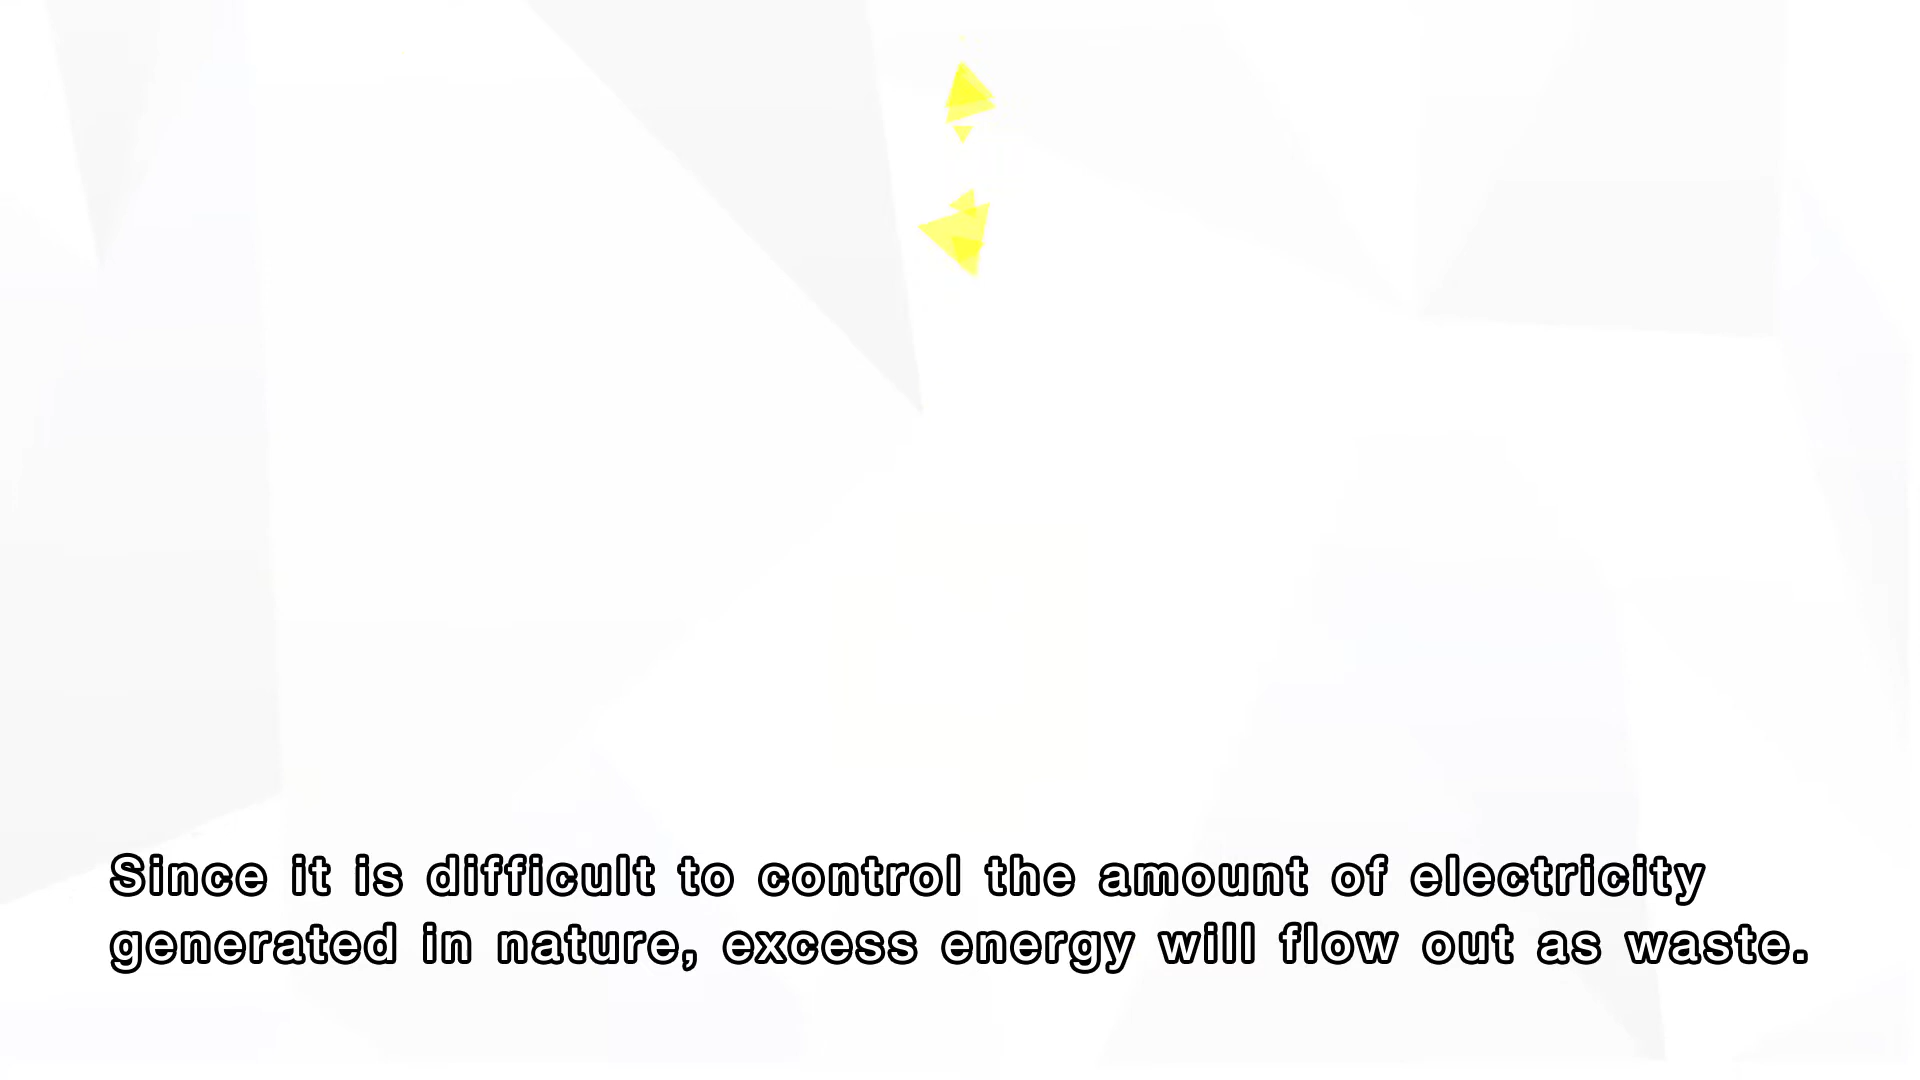 Since it is difficult to control the amount of electricity
generated in nature, excess energy will flow out as waste.